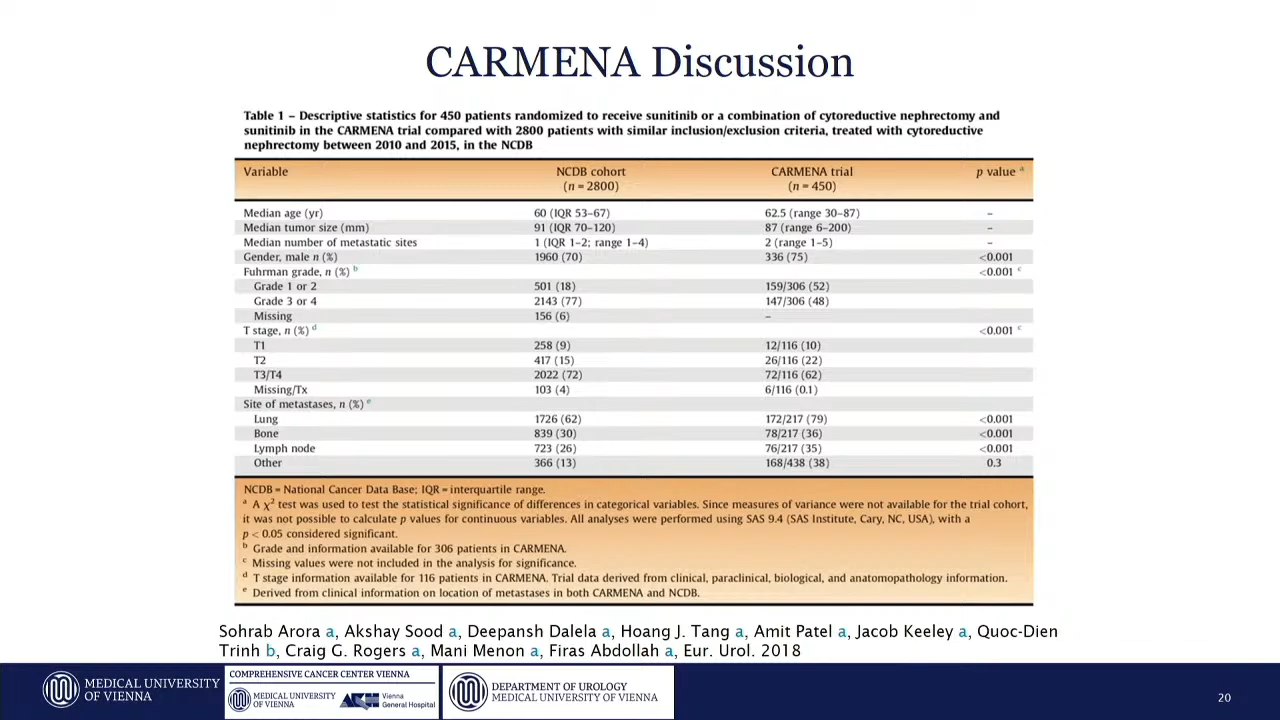 CARMENA Discussion
Table 1 – Descriptive statistics for 450 patients randomized to receive sunitinib or a combination of cytoreductive nephrectomy and
sunitinib in the CARMENA trial compared with 2800 patients with similar inclusion/exclusion criteria, treated with cytoreductive
nephrectomy between 2010 and 2015, in the NCDB
Variable NCDB cohort CARMENA trial p value a
(n = 2800) (n = 450)
Median age (yr) 60 (IQR 53–67) 62.5 (range 30–87) –
Median tumor size (mm) 91 (IQR 70–120) 87 (range 6–200) –
Median number of metastatic sites 1 (IQR 1–2; range 1–4) 2 (range 1–5) –
Gender, male n (%) 1960 (70) 336 (75) <0.001
Fuhrman grade, n (%) b <0.001 c
Grade 1 or 2 501 (18) 159/306 (52)
Grade 3 or 4 2143 (77) 147/306 (48)
Missing 156 (6) –
T stage, n (%) d <0.001 c
T1 258 (9) 12/116 (10)
T2 417 (15) 26/116 (22)
T3/T4 2022 (72) 72/116 (62)
Missing/Tx 103 (4) 6/116 (0.1)
Site of metastases, n (%) e
Lung 1726 (62) 172/217 (79) <0.001
Bone 839 (30) 78/217 (36) <0.001
Lymph node 723 (26) 76/217 (35) <0.001
Other 366 (13) 168/438 (38) 0.3
NCDB = National Cancer Data Base; IQR = interquartile range.
a A χ2 test was used to test the statistical significance of differences in categorical variables. Since measures of variance were not available for the trial cohort,
it was not possible to calculate p values for continuous variables. All analyses were performed using SAS 9.4 (SAS Institute, Cary, NC, USA), with a
p < 0.05 considered significant.
b Grade and information available for 306 patients in CARMENA.
c Missing values were not included in the analysis for significance.
d T stage information available for 116 patients in CARMENA. Trial data derived from clinical, paraclinical, biological, and anatomopathology information.
e Derived from clinical information on location of metastases in both CARMENA and NCDB.
Sohrab Arora a, Akshay Sood a, Deepansh Dalela a, Hoang J. Tang a, Amit Patel a, Jacob Keeley a, Quoc-Dien
Trinh b, Craig G. Rogers a, Mani Menon a, Firas Abdollah a, Eur. Urol. 2018
MEDICAL UNIVERSITY
OF VIENNA
COMPREHENSIVE CANCER CENTER VIENNA
MEDICAL UNIVERSITY
OF VIENNA
AKH
Vienna
General Hospital
DEPARTMENT OF UROLOGY
MEDICAL UNIVERSITY OF VIENNA
20